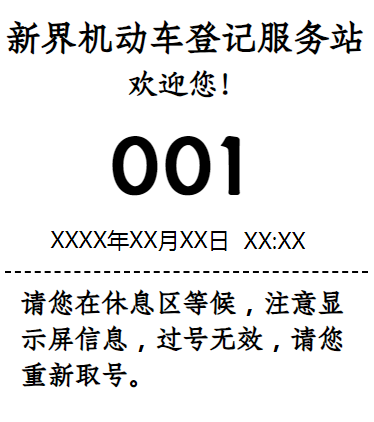 新界机动车登记服务站
欢迎您！
001
XXXX年XX月XX日 XX:XX
请您在休息区等候，注意显
示屏信息，过号无效，请您
重新取号。